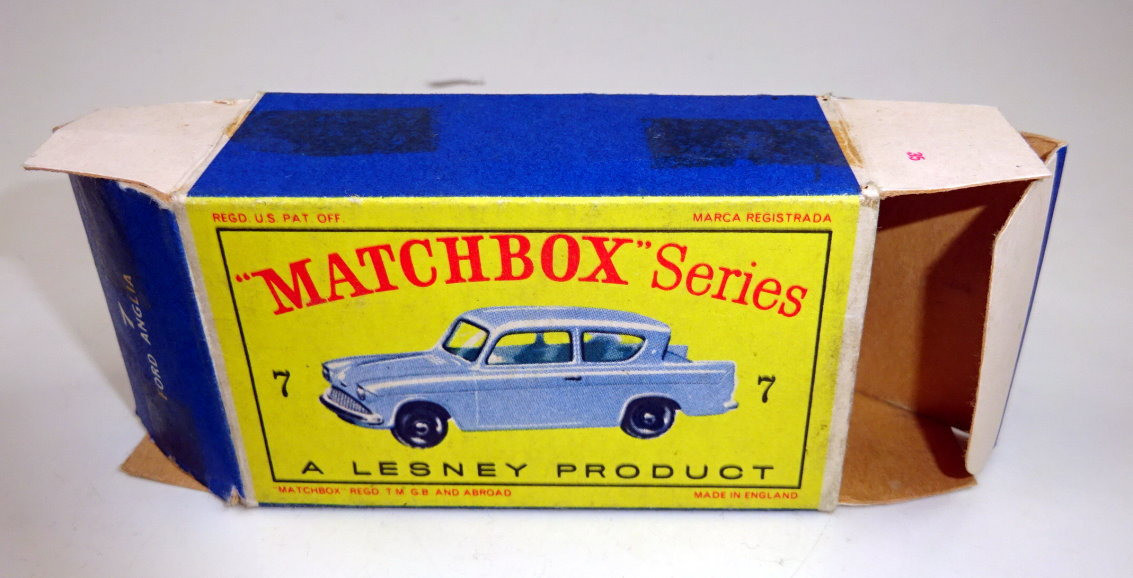 35
REGD. U.S. PAT. OFF.
MARCA REGISTRADA
"MATCHBOX" Series
7
7
A LESNEY PRODUCT
"MATCHBOX" REGD. T.M. G.B. AND ABROAD
MADE IN ENGLAND
7
FORD ANGLIA